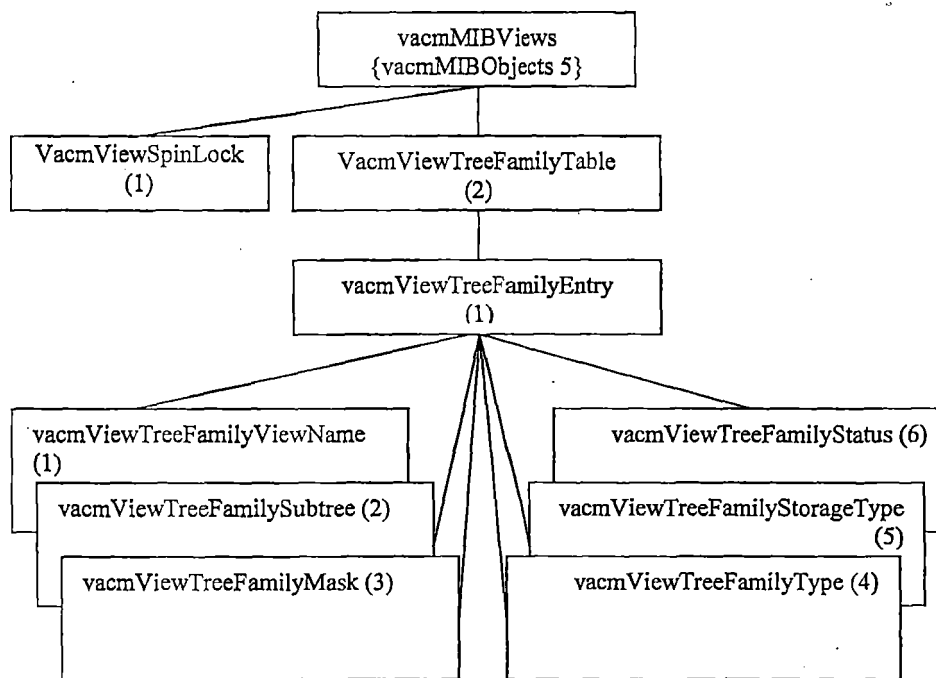 vacmMIBViews
{vacmMIBObjects 5}
VacmViewSpinLock
(1)
VacmViewTreeFamilyTable
(2)
vacmViewTreeFamilyEntry
(1)
vacmViewTreeFamilyViewName
(1)
vacmViewTreeFamilySubtree (2)
vacmViewTreeFamilyMask (3)
vacmViewTreeFamilyStatus (6)
vacmViewTreeFamilyStorageType
(5)
vacmViewTreeFamilyType (4)